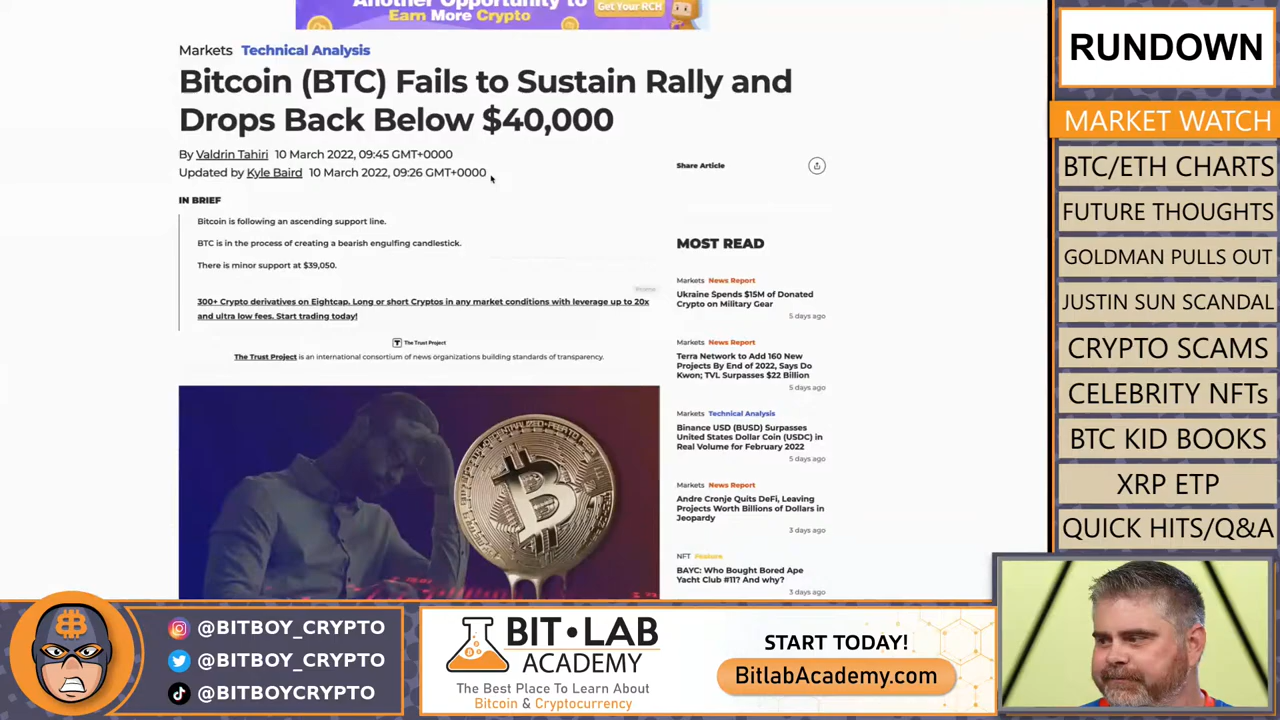 Another Opportunity to
Earn More Crypto
Get Your RCH
Markets Technical Analysis
Bitcoin (BTC) Fails to Sustain Rally and
Drops Back Below $40,000
By Valdrin Tahiri 10 March 2022, 09:45 GMT+0000
Updated by Kyle Baird 10 March 2022, 09:26 GMT+0000
Share Article
IN BRIEF
Bitcoin is following an ascending support line.
BTC is in the process of creating a bearish engulfing candlestick.
There is minor support at $39,050.
Promo
300+ Crypto derivatives on Eightcap. Long or short Cryptos in any market conditions with leverage up to 20x
and ultra low fees. Start trading today!
The Trust Project
The Trust Project is an international consortium of news organizations building standards of transparency.
MOST READ
Markets News Report
Ukraine Spends $15M of Donated
Crypto on Military Gear
5 days ago
Markets News Report
Terra Network to Add 160 New
Projects By End of 2022, Says Do
Kwon; TVL Surpasses $22 Billion
5 days ago
Markets Technical Analysis
Binance USD (BUSD) Surpasses
United States Dollar Coin (USDC) in
Real Volume for February 2022
5 days ago
Markets News Report
Andre Cronje Quits DeFi, Leaving
Projects Worth Billions of Dollars in
Jeopardy
3 days ago
NFT Feature
BAYC: Who Bought Bored Ape
Yacht Club #11? And why?
3 days ago
RUNDOWN
MARKET WATCH
BTC/ETH CHARTS
FUTURE THOUGHTS
GOLDMAN PULLS OUT
JUSTIN SUN SCANDAL
CRYPTO SCAMS
CELEBRITY NFTs
BTC KID BOOKS
XRP ETP
QUICK HITS/Q&A
@BITBOY_CRYPTO
@BITBOY_CRYPTO
@BITBOYCRYPTO
BIT•LAB
ACADEMY
The Best Place To Learn About
Bitcoin & Cryptocurrency
START TODAY!
BitlabAcademy.com